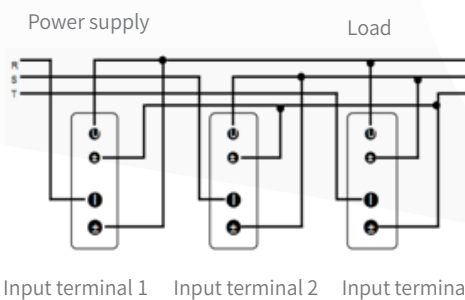 Power supply
Load
R
S
T
U
±
I
±
U
±
I
±
U
±
I
±
Input terminal 1
Input terminal 2
Input termina